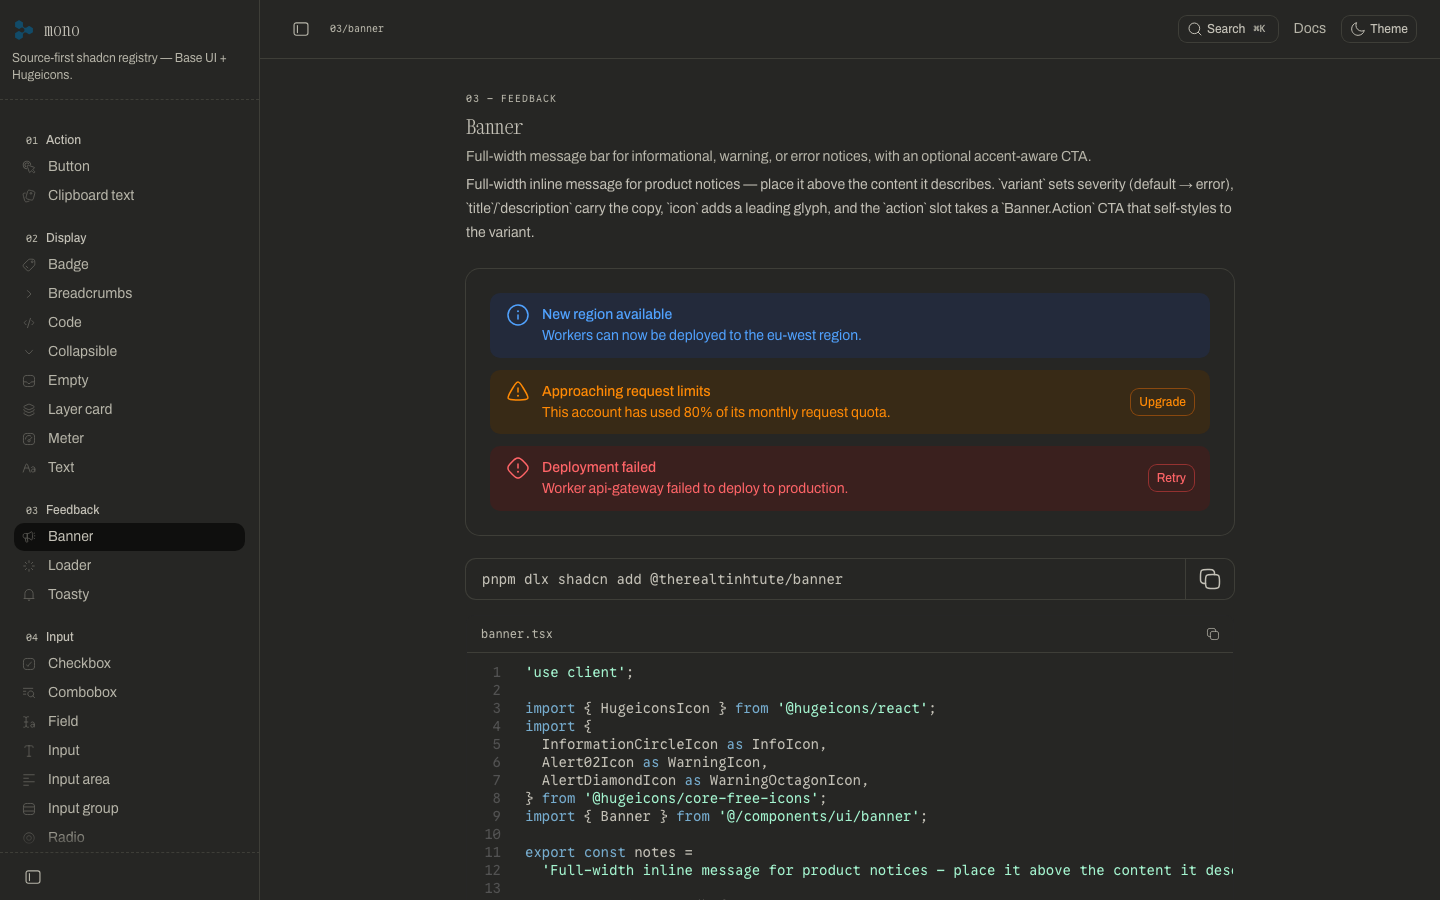 mono
Source-first shadcn registry — Base UI +
Hugeicons.
01 Action
Button
Clipboard text
02 Display
Badge
Breadcrumbs
Code
Collapsible
Empty
Layer card
Meter
Text
03 Feedback
Banner
Loader
Toasty
04 Input
Checkbox
Combobox
Field
Input
Input area
Input group
Radio
03/banner
Search ⌘K
Docs
Theme
03 — FEEDBACK
Banner
Full-width message bar for informational, warning, or error notices, with an optional accent-aware CTA.
Full-width inline message for product notices — place it above the content it describes. `variant` sets severity (default → error),
`title`/`description` carry the copy, `icon` adds a leading glyph, and the `action` slot takes a `Banner.Action` CTA that self-styles to
the variant.
New region available
Workers can now be deployed to the eu-west region.
Approaching request limits
This account has used 80% of its monthly request quota.
Upgrade
Deployment failed
Worker api-gateway failed to deploy to production.
Retry
pnpm dlx shadcn add @therealtinhtute/banner
banner.tsx
1 'use client';
2
3 import { HugeiconsIcon } from '@hugeicons/react';
4 import {
5 InformationCircleIcon as InfoIcon,
6 Alert02Icon as WarningIcon,
7 AlertDiamondIcon as WarningOctagonIcon,
8 } from '@hugeicons/core-free-icons';
9 import { Banner } from '@/components/ui/banner';
10
11 export const notes =
12 'Full-width inline message for product notices — place it above the content it desc
13